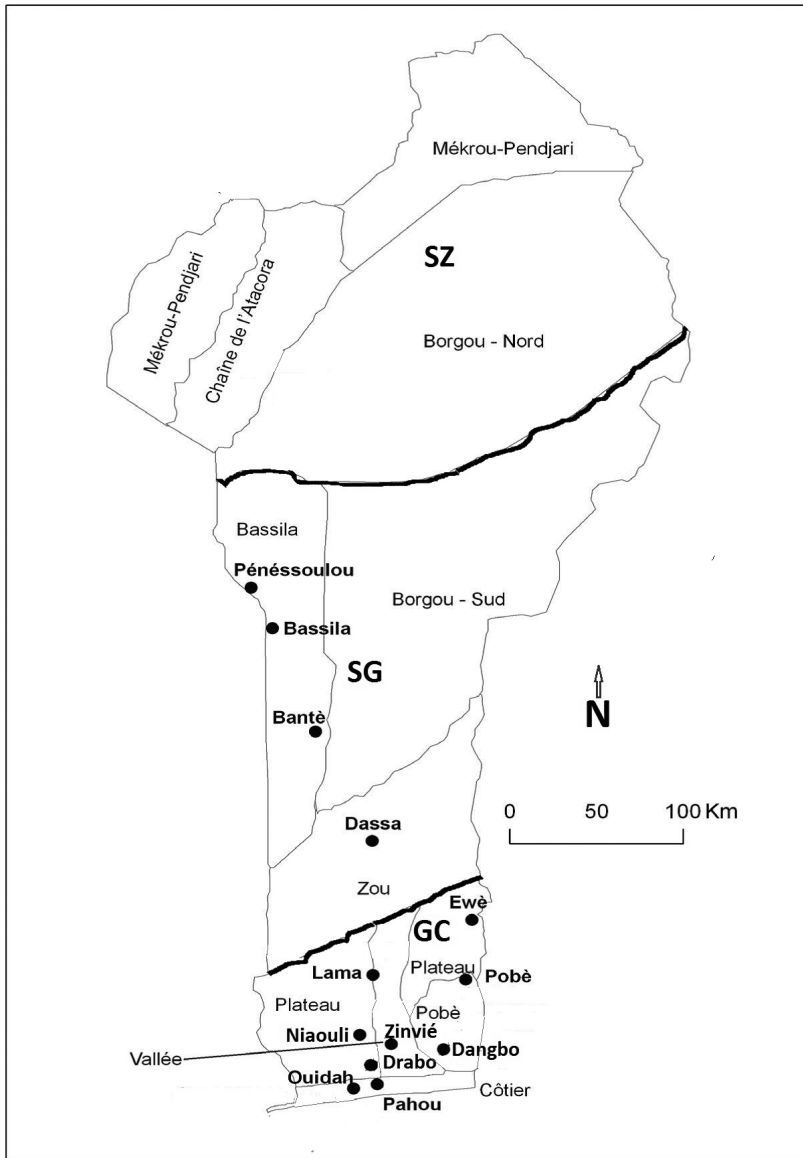 Mékrou-Pendjari
SZ
Mékrou-Pendjari
Chaîne de l'Atacora
Borgou - Nord
Bassila
Pénéssoulou
Borgou - Sud
Bassila
SG
N
Bantè
0 50 100 Km
Dassa
Zou
Ewè
GC
Lama
Plateau
Pobè
Plateau
Pobè
Niaouli
Zinvié
Dangbo
Vallée
Drabo
Ouidah
Côtier
Pahou